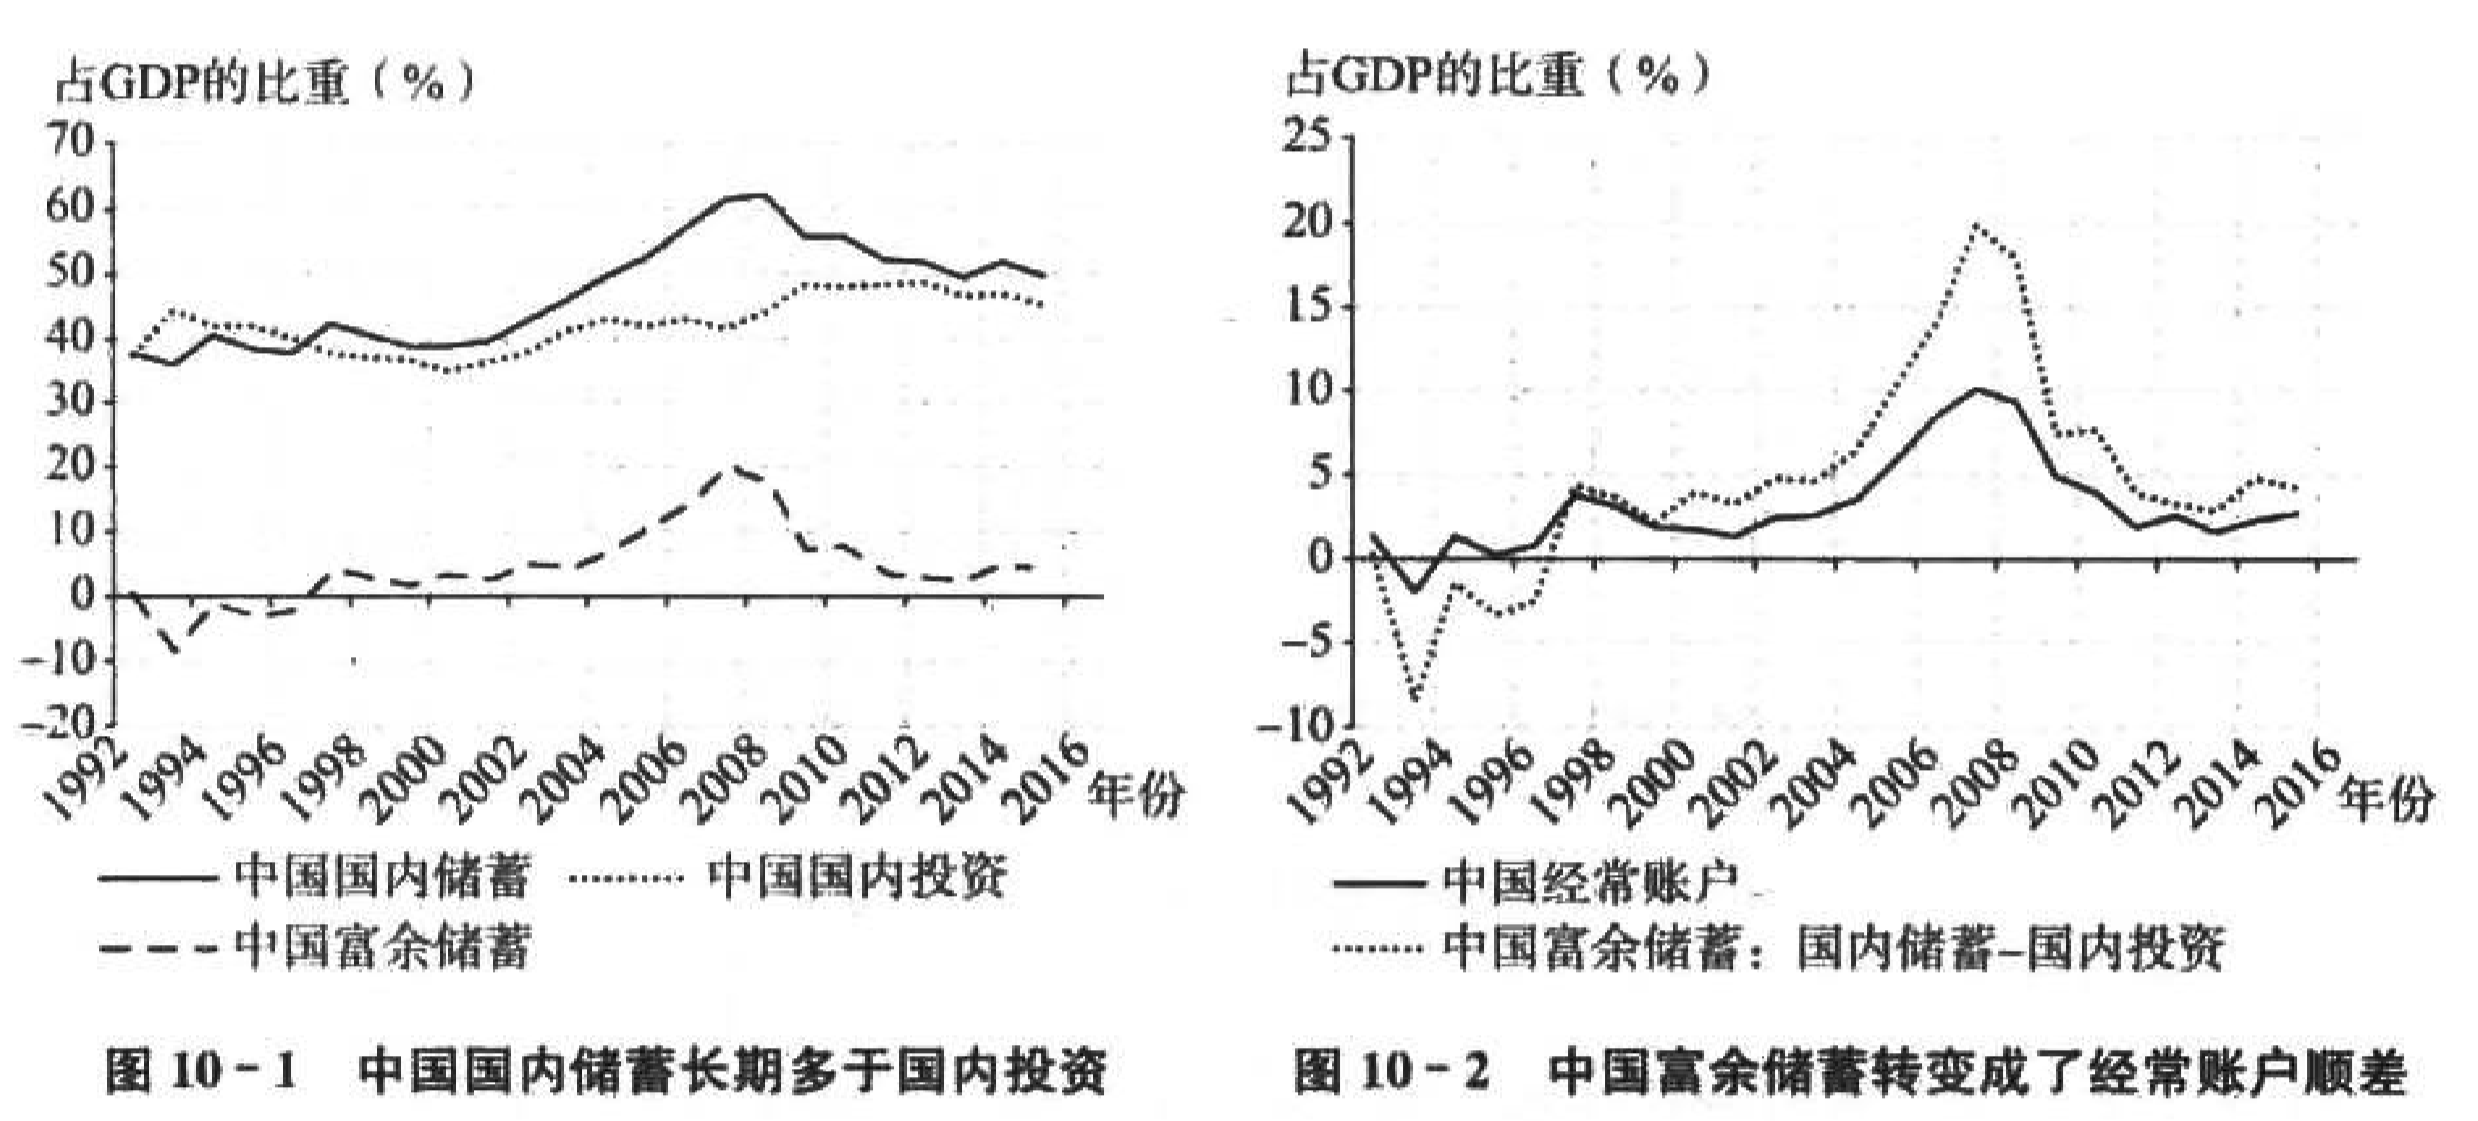 占GDP的比重（%）
70
60
50
40
30
20
10
0
-10
-20
1992 1994 1996 1998 2000 2002 2004 2006 2008 2010 2012 2014 2016 年份
中国国内储蓄 中国国内投资
中国富余储蓄
图 10-1 中国国内储蓄长期多于国内投资
占GDP的比重（%）
25
20
15
10
5
0
-5
-10
1992 1994 1996 1998 2000 2002 2004 2006 2008 2010 2012 2014 2016 年份
中国经常账户
中国富余储蓄：国内储蓄-国内投资
图 10-2 中国富余储蓄转变成了经常账户顺差